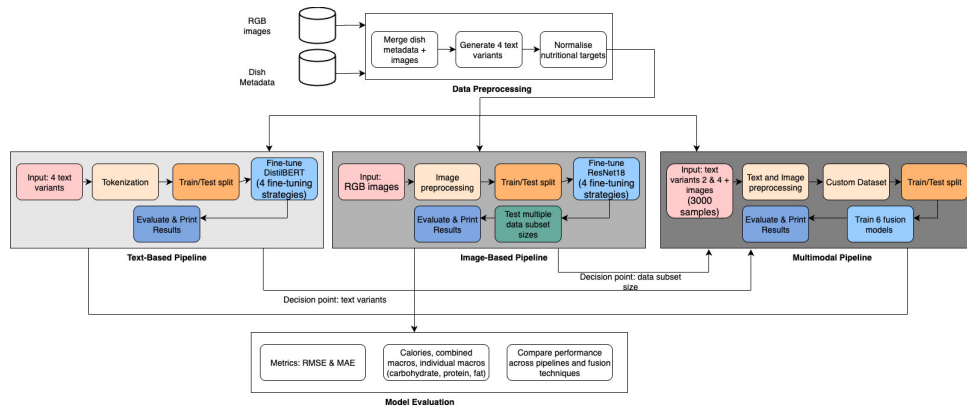 RGB
images
Dish
Metadata
Merge dish
metadata +
images
Generate 4 text
variants
Normalise
nutritional targets
Data Preprocessing
Input: 4 text
variants
Tokenization
Train/Test split
Fine-tune
DistilBERT
(4 fine-tuning
strategies)
Evaluate & Print
Results
Text-Based Pipeline
Input:
RGB images
Image
preprocessing
Train/Test split
Fine-tune
ResNet18
(4 fine-tuning
strategies)
Evaluate & Print
Results
Test multiple
data subset
sizes
Image-Based Pipeline
Input: text
variants 2 & 4 +
images
(3000
samples)
Text and Image
preprocessing
Custom Dataset
Train/Test split
Evaluate & Print
Results
Train 6 fusion
models
Multimodal Pipeline
Decision point: data subset
size
Decision point: text variants
Metrics: RMSE & MAE
Calories, combined
macros, individual macros
(carbohydrate, protein, fat)
Compare performance
across pipelines and fusion
techniques
Model Evaluation